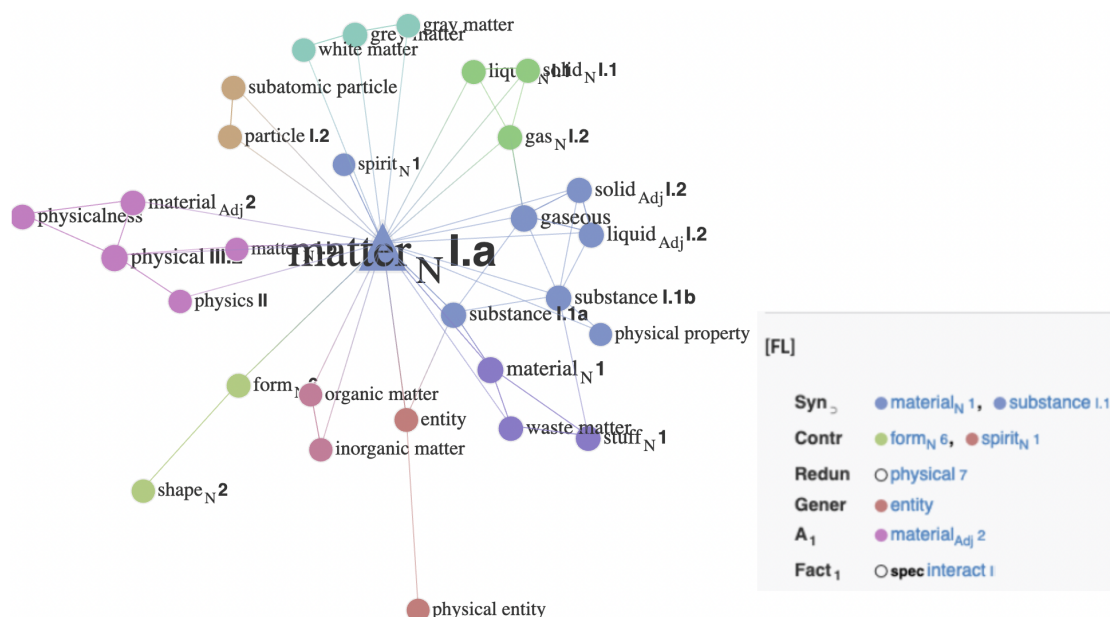 gray matter
grey matter
white matter
liquid N I.1
solid N I.1
subatomic particle
particle I.2
gas N I.2
spirit N 1
solid Adj I.2
material Adj 2
physicalness
gaseous
liquid Adj I.2
matter N I.a
physical III.
matter
physics II
substance I.1b
substance I.1a
physical property
[FL]
material N 1
form N 6
organic matter
entity
waste matter
stuff N 1
inorganic matter
shape N 2
physical entity
Syn⊃ material N 1, substance I.1
Contr form N 6, spirit N 1
Redun physical 7
Gener entity
A1 material Adj 2
Fact1 spec interact I